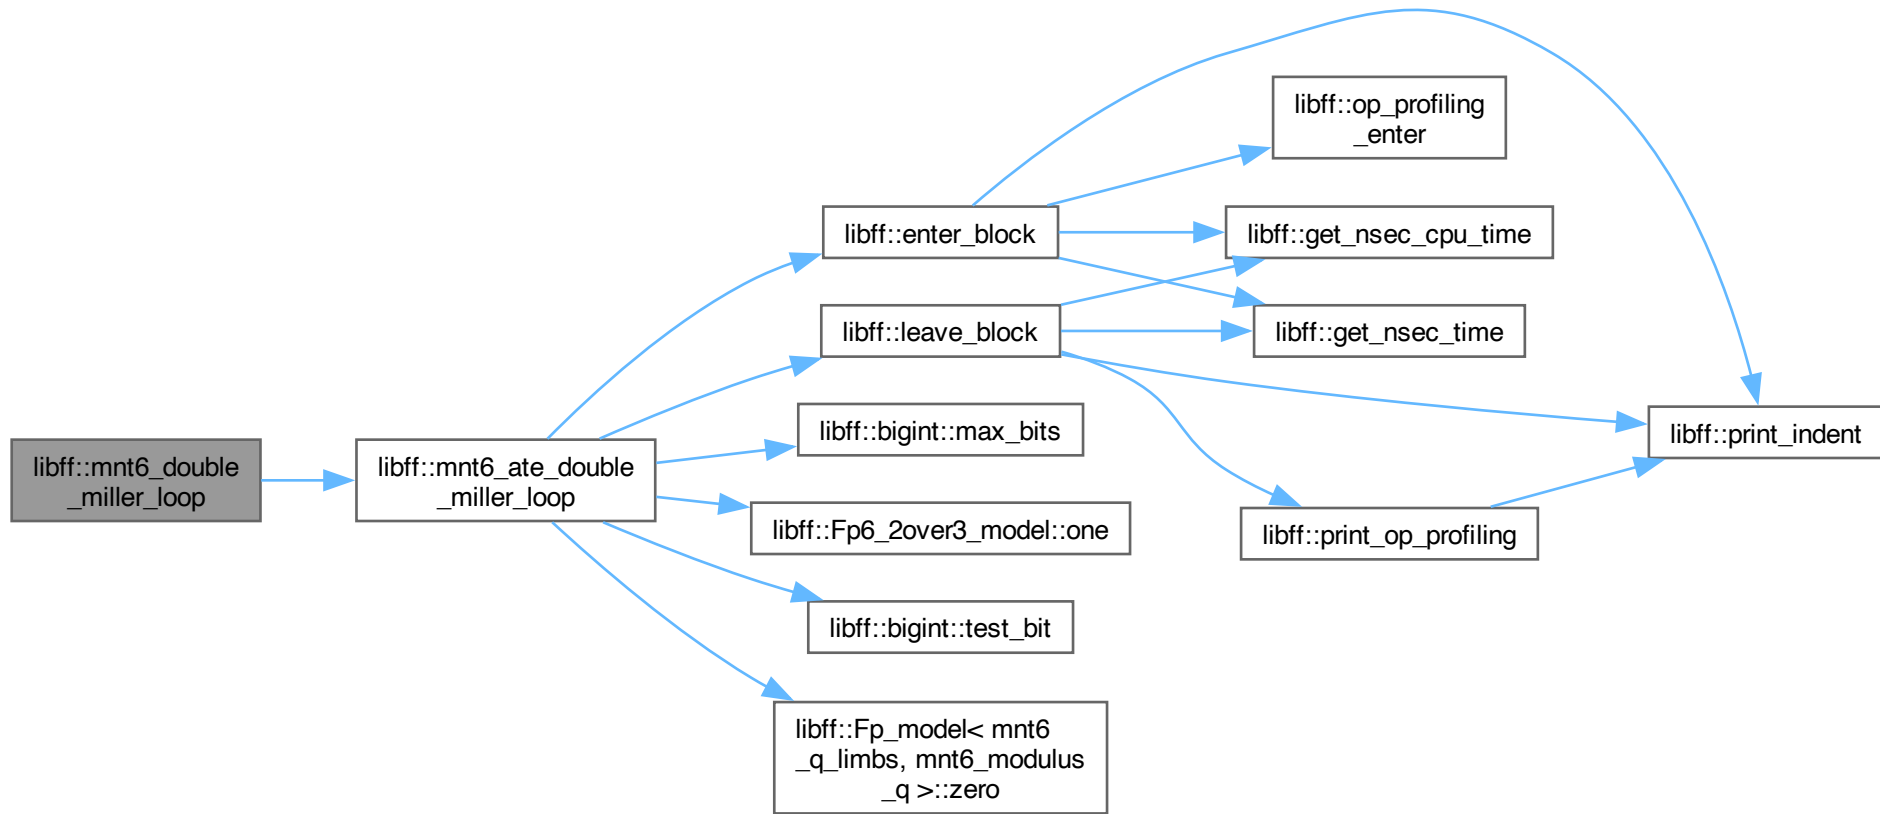 libff::mnt6_double
_miller_loop
libff::mnt6_ate_double
_miller_loop
libff::enter_block
libff::leave_block
libff::bigint::max_bits
libff::Fp6_2over3_model::one
libff::bigint::test_bit
libff::Fp_model< mnt6
_q_limbs, mnt6_modulus
_q >::zero
libff::op_profiling
_enter
libff::get_nsec_cpu_time
libff::get_nsec_time
libff::print_op_profiling
libff::print_indent